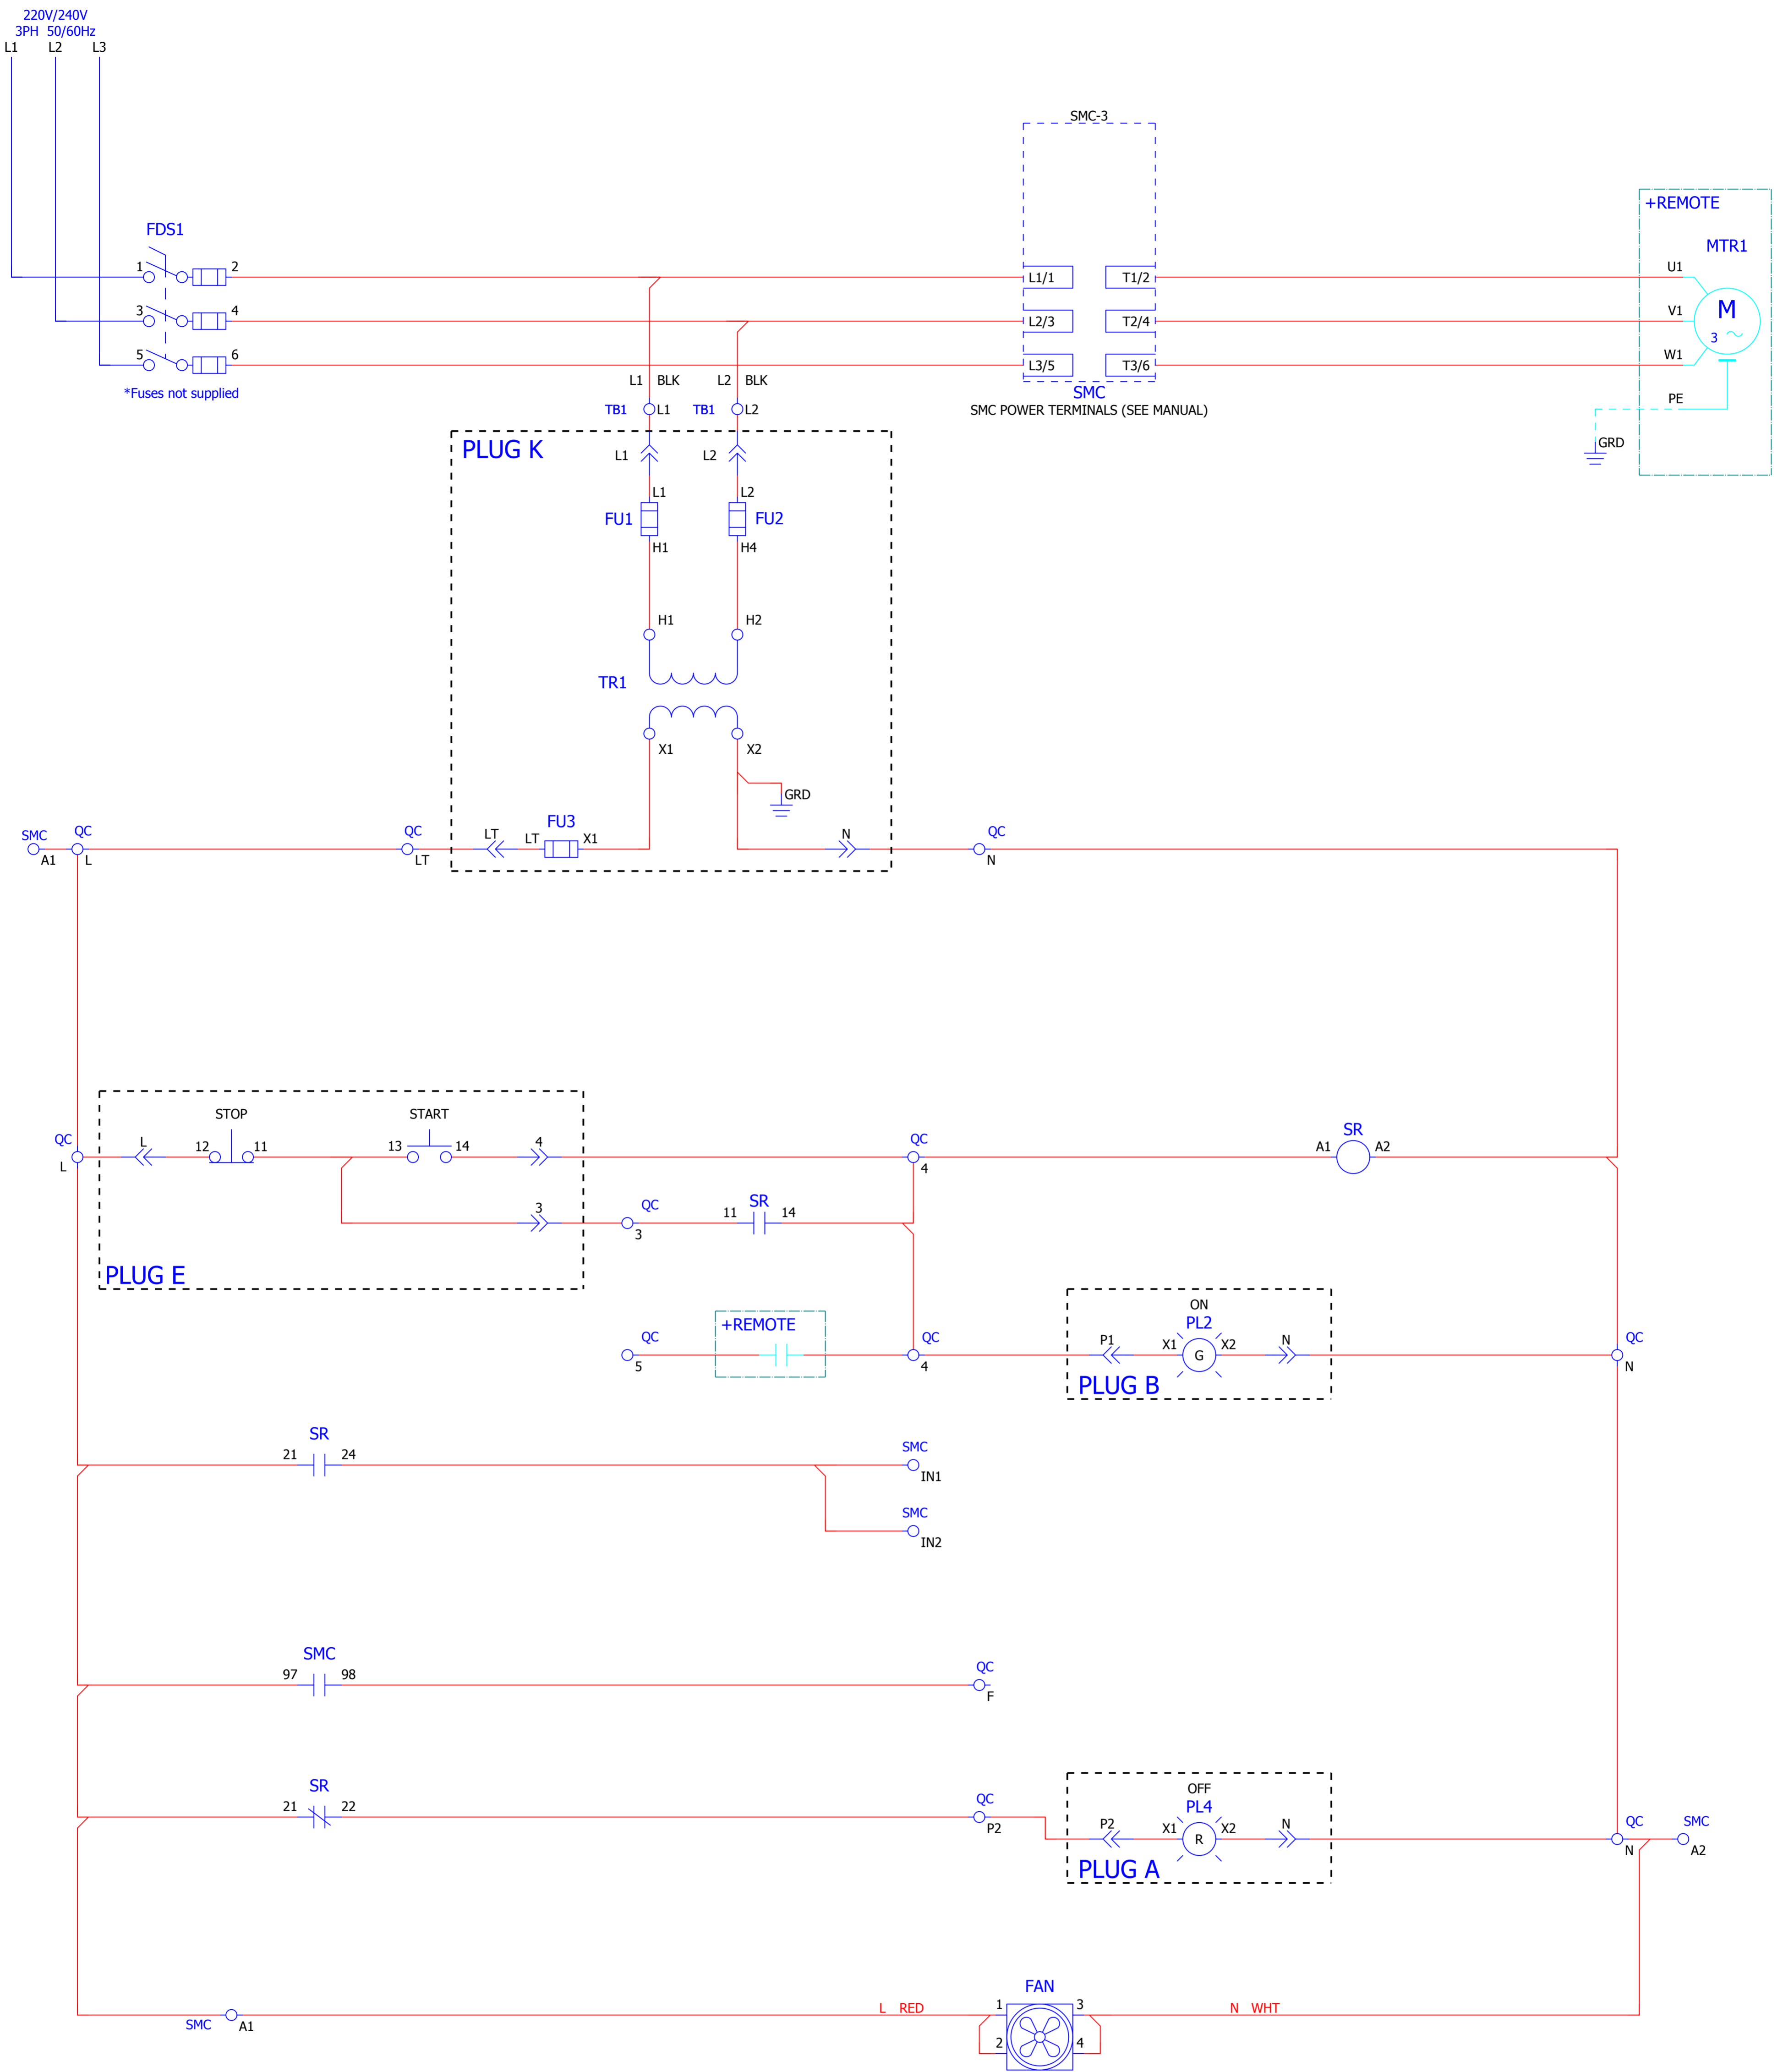 220V/240V
3PH 50/60Hz
L1 L2 L3
SMC-3
+REMOTE
FDS1
MTR1
1 2 L1/1 T1/2 U1
3 4 L2/3 T2/4 V1 M
3
5 6 L3/5 T3/6 W1
*Fuses not supplied
L1 BLK L2 BLK
SMC
PE
TB1 L1 TB1 L2
SMC POWER TERMINALS (SEE MANUAL)
GRD
PLUG K
L1 L2
L1 L2
FU1 FU2
H1 H4
H1 H2
TR1
X1 X2
GRD
SMC QC QC LT LT FU3 X1 N QC
A1 L LT N
STOP START
QC L 12 11 13 14 4 QC SR
L 4 A1 A2
3 QC SR
3 11 14
PLUG E
+REMOTE
ON
QC QC PL2 QC
5 4 P1 X1 G X2 N N
PLUG B
SR SMC
21 24 IN1
SMC
IN2
SMC QC
97 98 F
SR OFF
QC PL4 QC SMC
21 22 P2 P2 X1 R X2 N N A2
PLUG A
FAN
SMC A1 L RED 1 3 N WHT
2 4